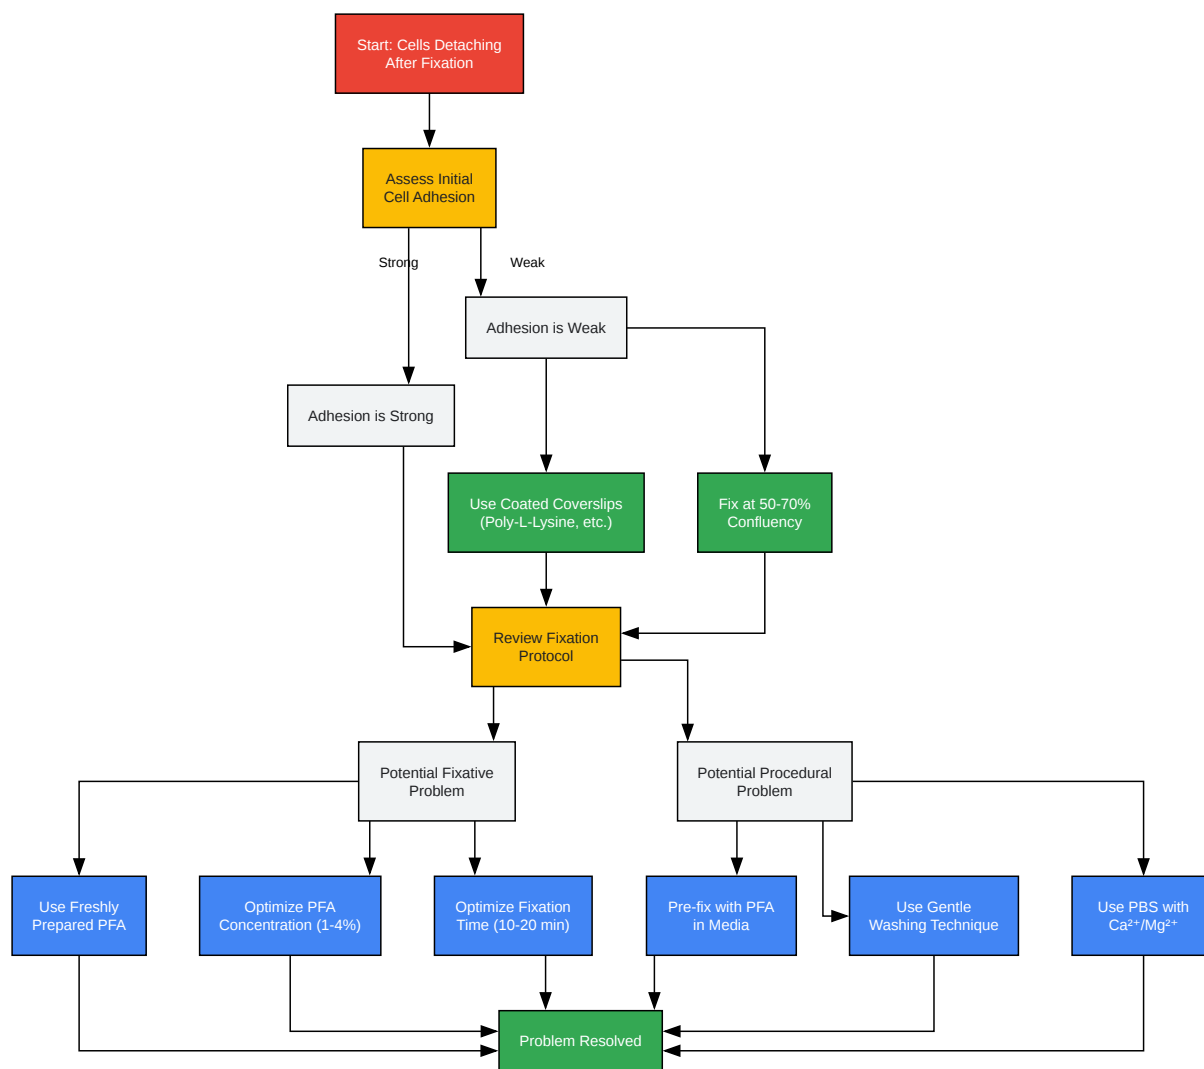 Start: Cells Detaching
After Fixation
Assess Initial
Cell Adhesion
Strong
Weak
Adhesion is Weak
Adhesion is Strong
Use Coated Coverslips
(Poly-L-Lysine, etc.)
Fix at 50-70%
Confluency
Review Fixation
Protocol
Potential Fixative
Problem
Potential Procedural
Problem
Use Freshly
Prepared PFA
Optimize PFA
Concentration (1-4%)
Optimize Fixation
Time (10-20 min)
Pre-fix with PFA
in Media
Use Gentle
Washing Technique
Use PBS with
Ca²⁺/Mg²⁺
Problem Resolved